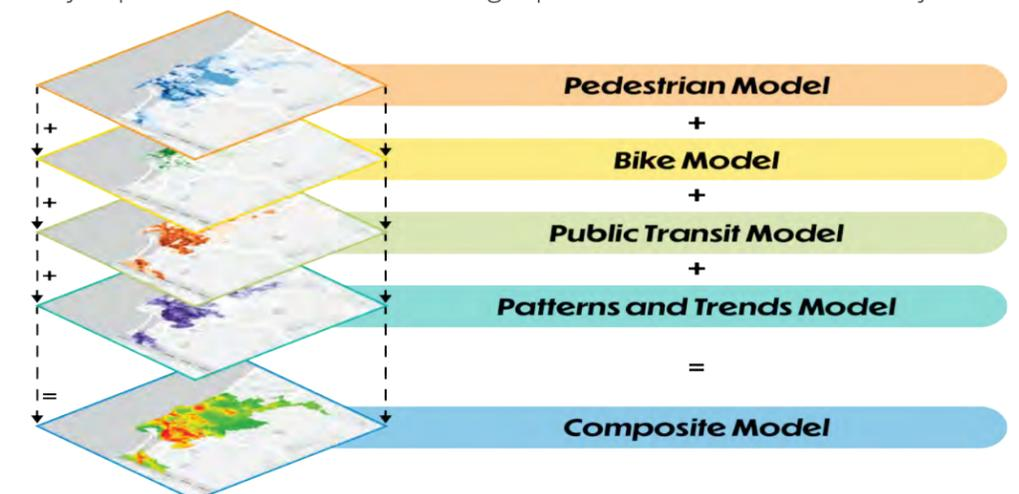 Pedestrian Model
+
+
Bike Model
+
+
Public Transit Model
+
+
Patterns and Trends Model
=
=
Composite Model